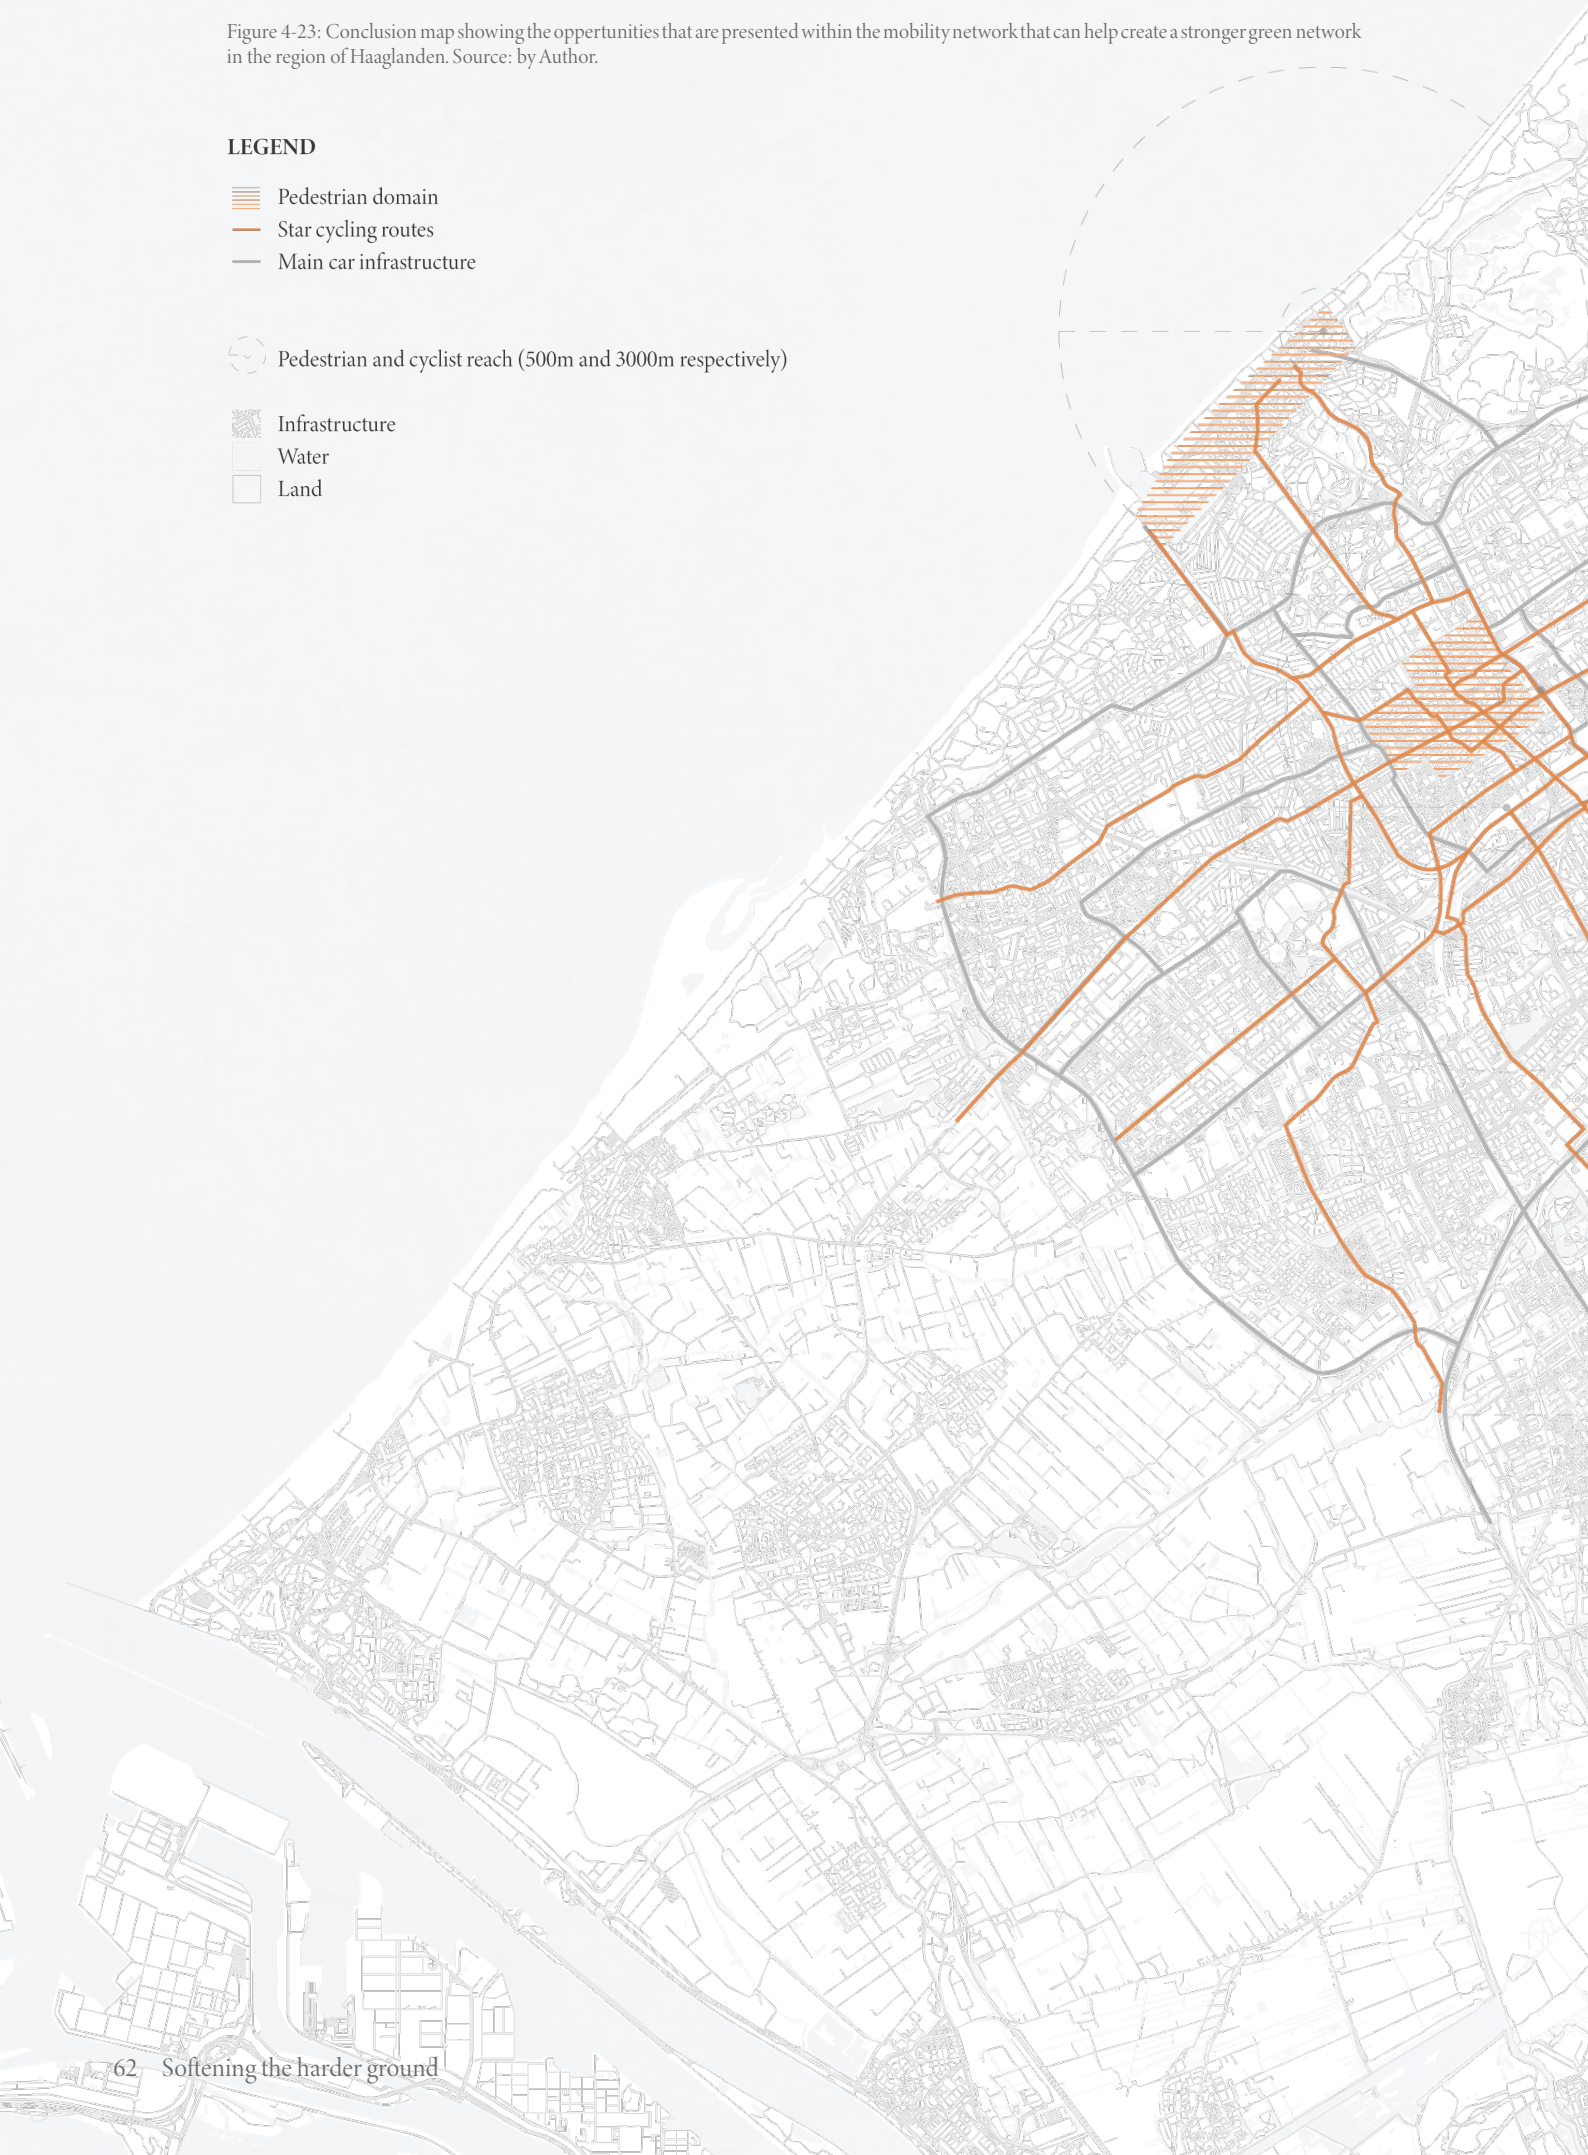 Figure 4-23: Conclusion map showing the opportunities that are presented within the mobility network that can help create a stronger green network
in the region of Haaglanden. Source: by Author.
LEGEND
Pedestrian domain
Star cycling routes
Main car infrastructure
Pedestrian and cyclist reach (500m and 3000m respectively)
Infrastructure
Water
Land
62 Softening the harder ground